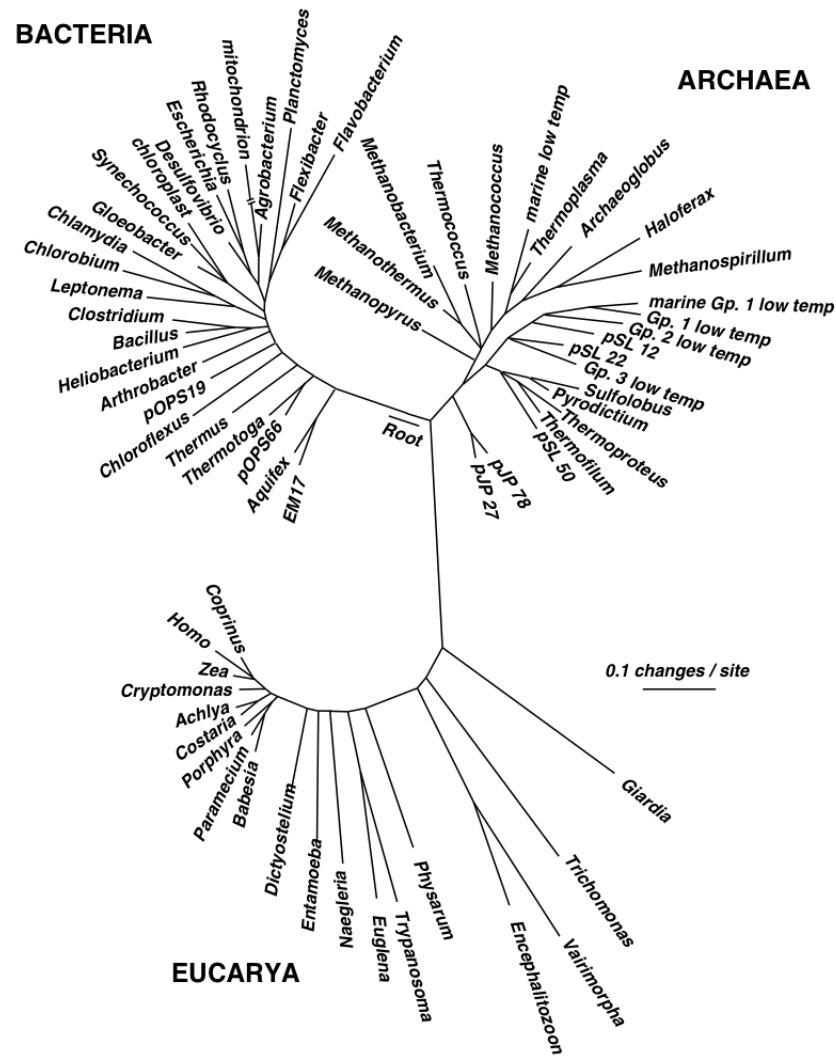 BACTERIA
ARCHAEA
Synechococcus
chloroplast
Desulfovibrio
Escherichia
Rhodocyclus
mitochondrion
Agrobacterium
Planctomyces
Flexibacter
Flavobacterium
Gloeobacter
Chlamydia
Chlorobium
Leptonema
Clostridium
Bacillus
Heliobacterium
Arthrobacter
pOPS19
Chloroflexus
Thermus
Thermotoga
pOPS66
Aquifex
EM17
Root
Methanopyrus
Methanothermus
Methanobacterium
Thermococcus
Methanococcus
marine low temp
Thermoplasma
Archaeoglobus
Haloferax
Methanospirillum
marine Gp. 1 low temp
Gp. 1 low temp
Gp. 2 low temp
pSL 12
pSL 22
Gp. 3 low temp
Sulfolobus
Pyrodictium
Thermoproteus
Thermofilum
pSL 50
pJP 78
pJP 27
Coprinus
Homo
Zea
Cryptomonas
Achlya
Costaria
Porphyra
Paramecium
Babesia
Dictyostelium
Entamoeba
Naegleria
Euglena
Trypanosoma
Physarum
Encephalitozoon
Vairimorpha
Trichomonas
Giardia
0.1 changes / site
EUCARYA